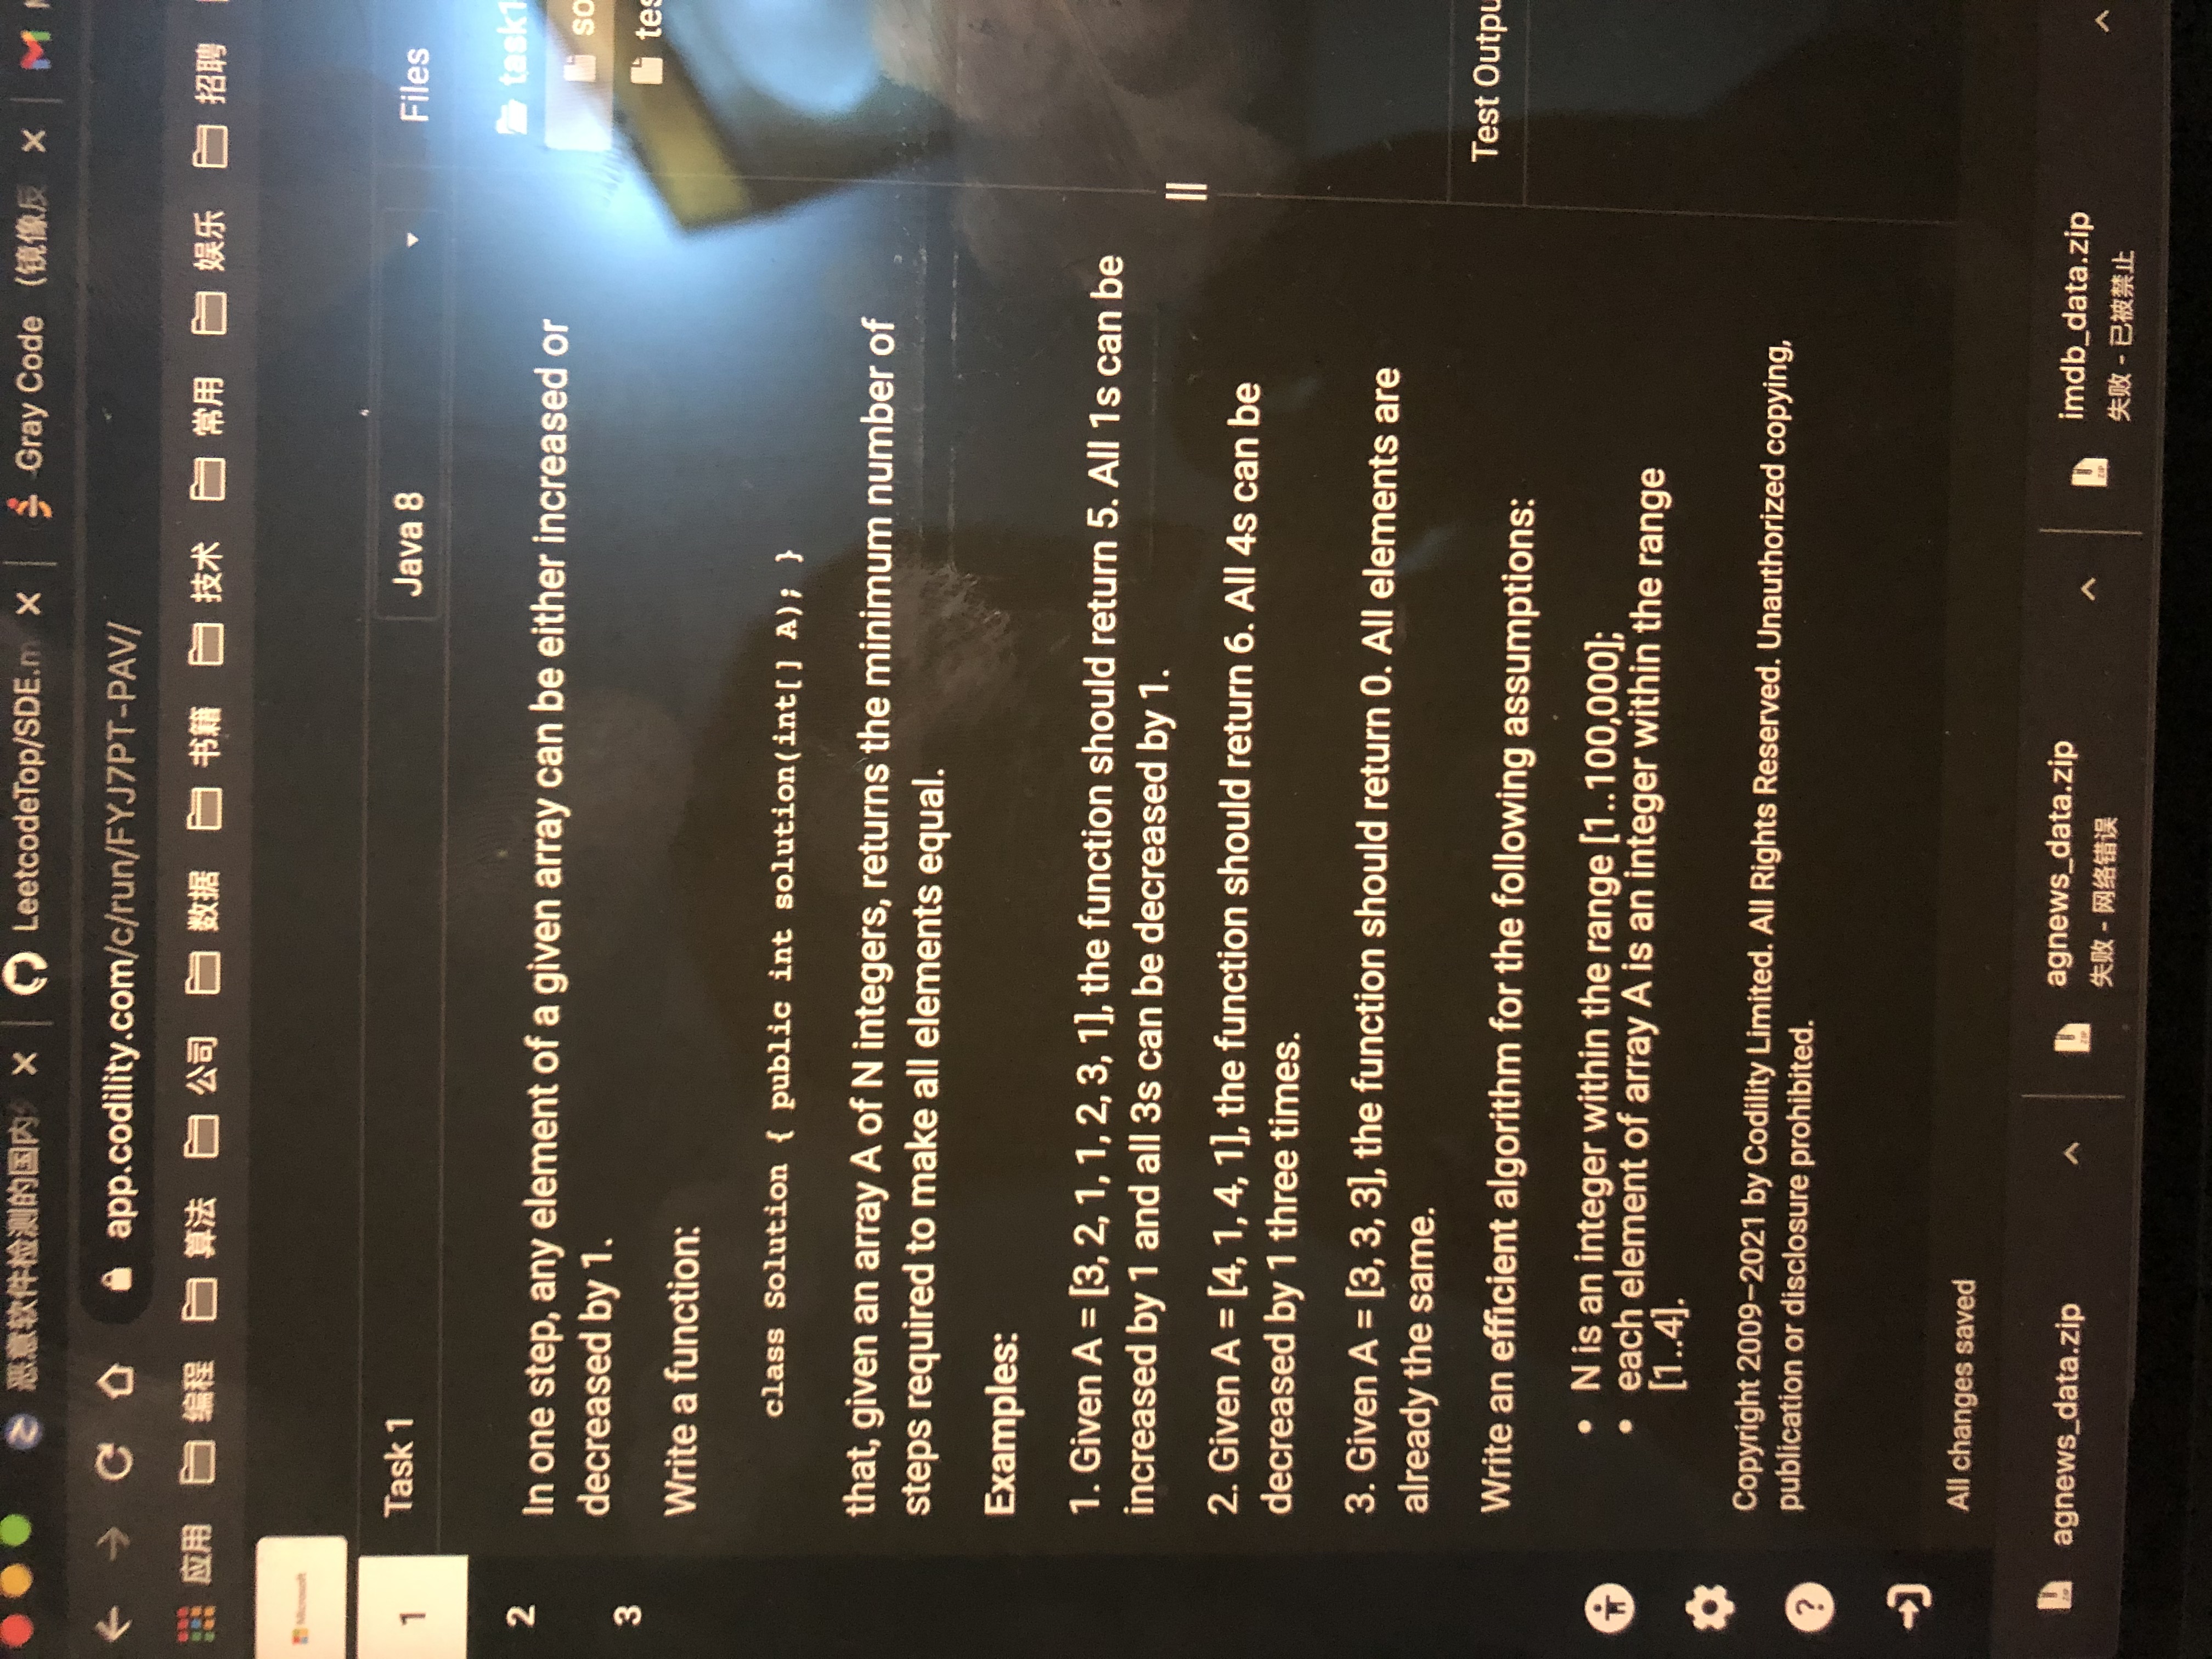 恶意软件检测的国内
LeetcodeTop/SDE.m
Gray Code （镜像反
app.codility.com/c/run/FYJ7PT-PAV/
应用 编程 算法 公司 数据 书籍 技术 常用 娱乐 招聘
Microsoft
1
Task 1
Java 8
Files
2
task1
so
3
tes
In one step, any element of a given array can be either increased or
decreased by 1.
Write a function:
class Solution { public int solution(int[] A); }
that, given an array A of N integers, returns the minimum number of
steps required to make all elements equal.
Examples:
1. Given A = [3, 2, 1, 1, 2, 3, 1], the function should return 5. All 1s can be
increased by 1 and all 3s can be decreased by 1.
2. Given A = [4, 1, 4, 1], the function should return 6. All 4s can be
decreased by 1 three times.
3. Given A = [3, 3, 3], the function should return 0. All elements are
already the same.
Test Outpu
Write an efficient algorithm for the following assumptions:
• N is an integer within the range [1..100,000];
• each element of array A is an integer within the range
[1..4].
Copyright 2009–2021 by Codility Limited. All Rights Reserved. Unauthorized copying,
publication or disclosure prohibited.
All changes saved
agnews_data.zip
agnews_data.zip
失败 - 网络错误
imdb_data.zip
失败 - 已被禁止